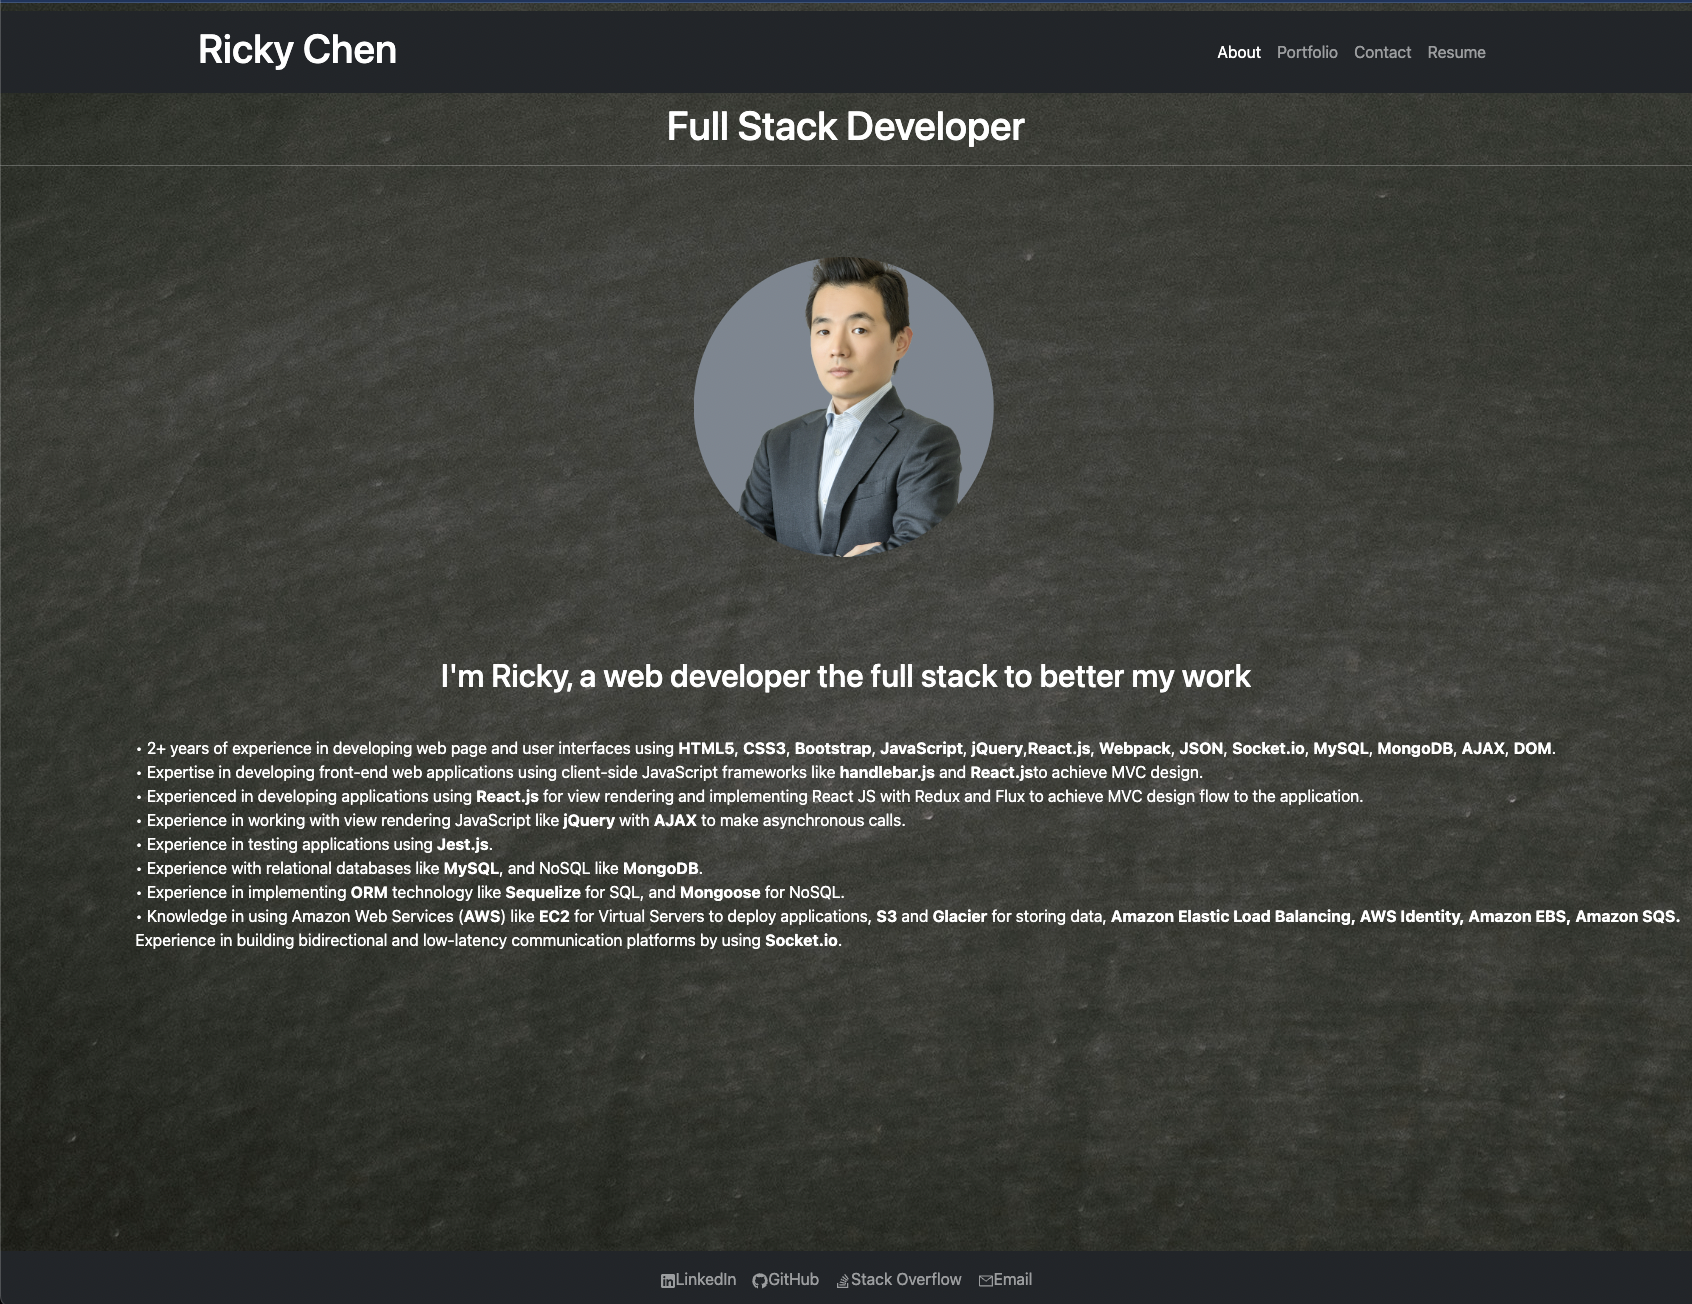 Ricky Chen
About Portfolio Contact Resume
Full Stack Developer
I'm Ricky, a web developer the full stack to better my work
• 2+ years of experience in developing web page and user interfaces using HTML5, CSS3, Bootstrap, JavaScript, jQuery,React.js, Webpack, JSON, Socket.io, MySQL, MongoDB, AJAX, DOM.
• Expertise in developing front-end web applications using client-side JavaScript frameworks like handlebar.js and React.jsto achieve MVC design.
• Experienced in developing applications using React.js for view rendering and implementing React JS with Redux and Flux to achieve MVC design flow to the application.
• Experience in working with view rendering JavaScript like jQuery with AJAX to make asynchronous calls.
• Experience in testing applications using Jest.js.
• Experience with relational databases like MySQL, and NoSQL like MongoDB.
• Experience in implementing ORM technology like Sequelize for SQL, and Mongoose for NoSQL.
• Knowledge in using Amazon Web Services (AWS) like EC2 for Virtual Servers to deploy applications, S3 and Glacier for storing data, Amazon Elastic Load Balancing, AWS Identity, Amazon EBS, Amazon SQS.
Experience in building bidirectional and low-latency communication platforms by using Socket.io.
LinkedIn GitHub Stack Overflow Email